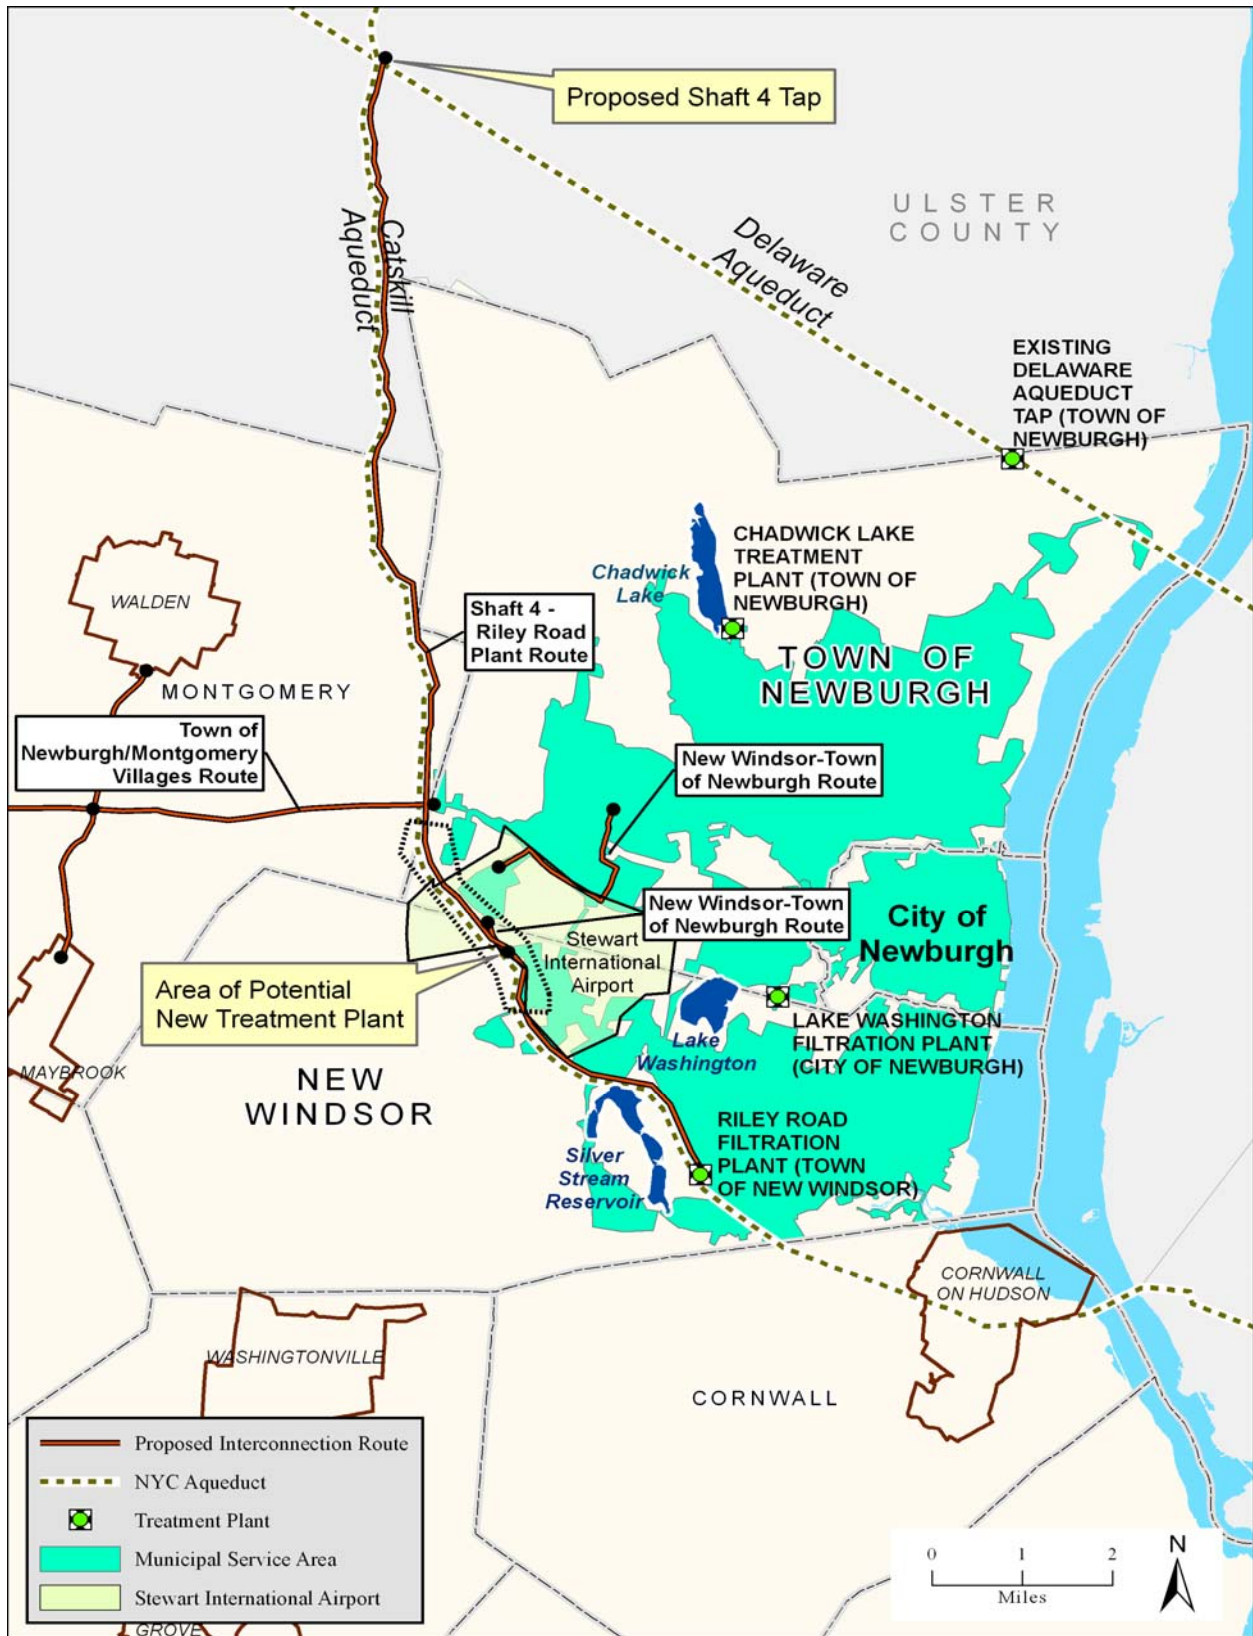 Proposed Shaft 4 Tap
ULSTER
COUNTY
Catskill
Aqueduct
Delaware
Aqueduct
EXISTING
DELAWARE
AQUEDUCT
TAP (TOWN OF
NEWBURGH)
CHADWICK LAKE
TREATMENT
PLANT (TOWN OF
NEWBURGH)
Chadwick
Lake
WALDEN
Shaft 4 -
Riley Road
Plant Route
TOWN OF
NEWBURGH
MONTGOMERY
Town of
Newburgh/Montgomery
Villages Route
New Windsor-Town
of Newburgh Route
New Windsor-Town
of Newburgh Route
City of
Newburgh
Stewart
International
Airport
Area of Potential
New Treatment Plant
LAKE WASHINGTON
FILTRATION PLANT
(CITY OF NEWBURGH)
Lake
Washington
MAYBROOK
NEW
WINDSOR
RILEY ROAD
FILTRATION
PLANT (TOWN
OF NEW WINDSOR)
Silver
Stream
Reservoir
CORNWALL
ON HUDSON
WASHINGTONVILLE
CORNWALL
Proposed Interconnection Route
NYC Aqueduct
Treatment Plant
Municipal Service Area
Stewart International Airport
GROVE
0 1 2
Miles
N